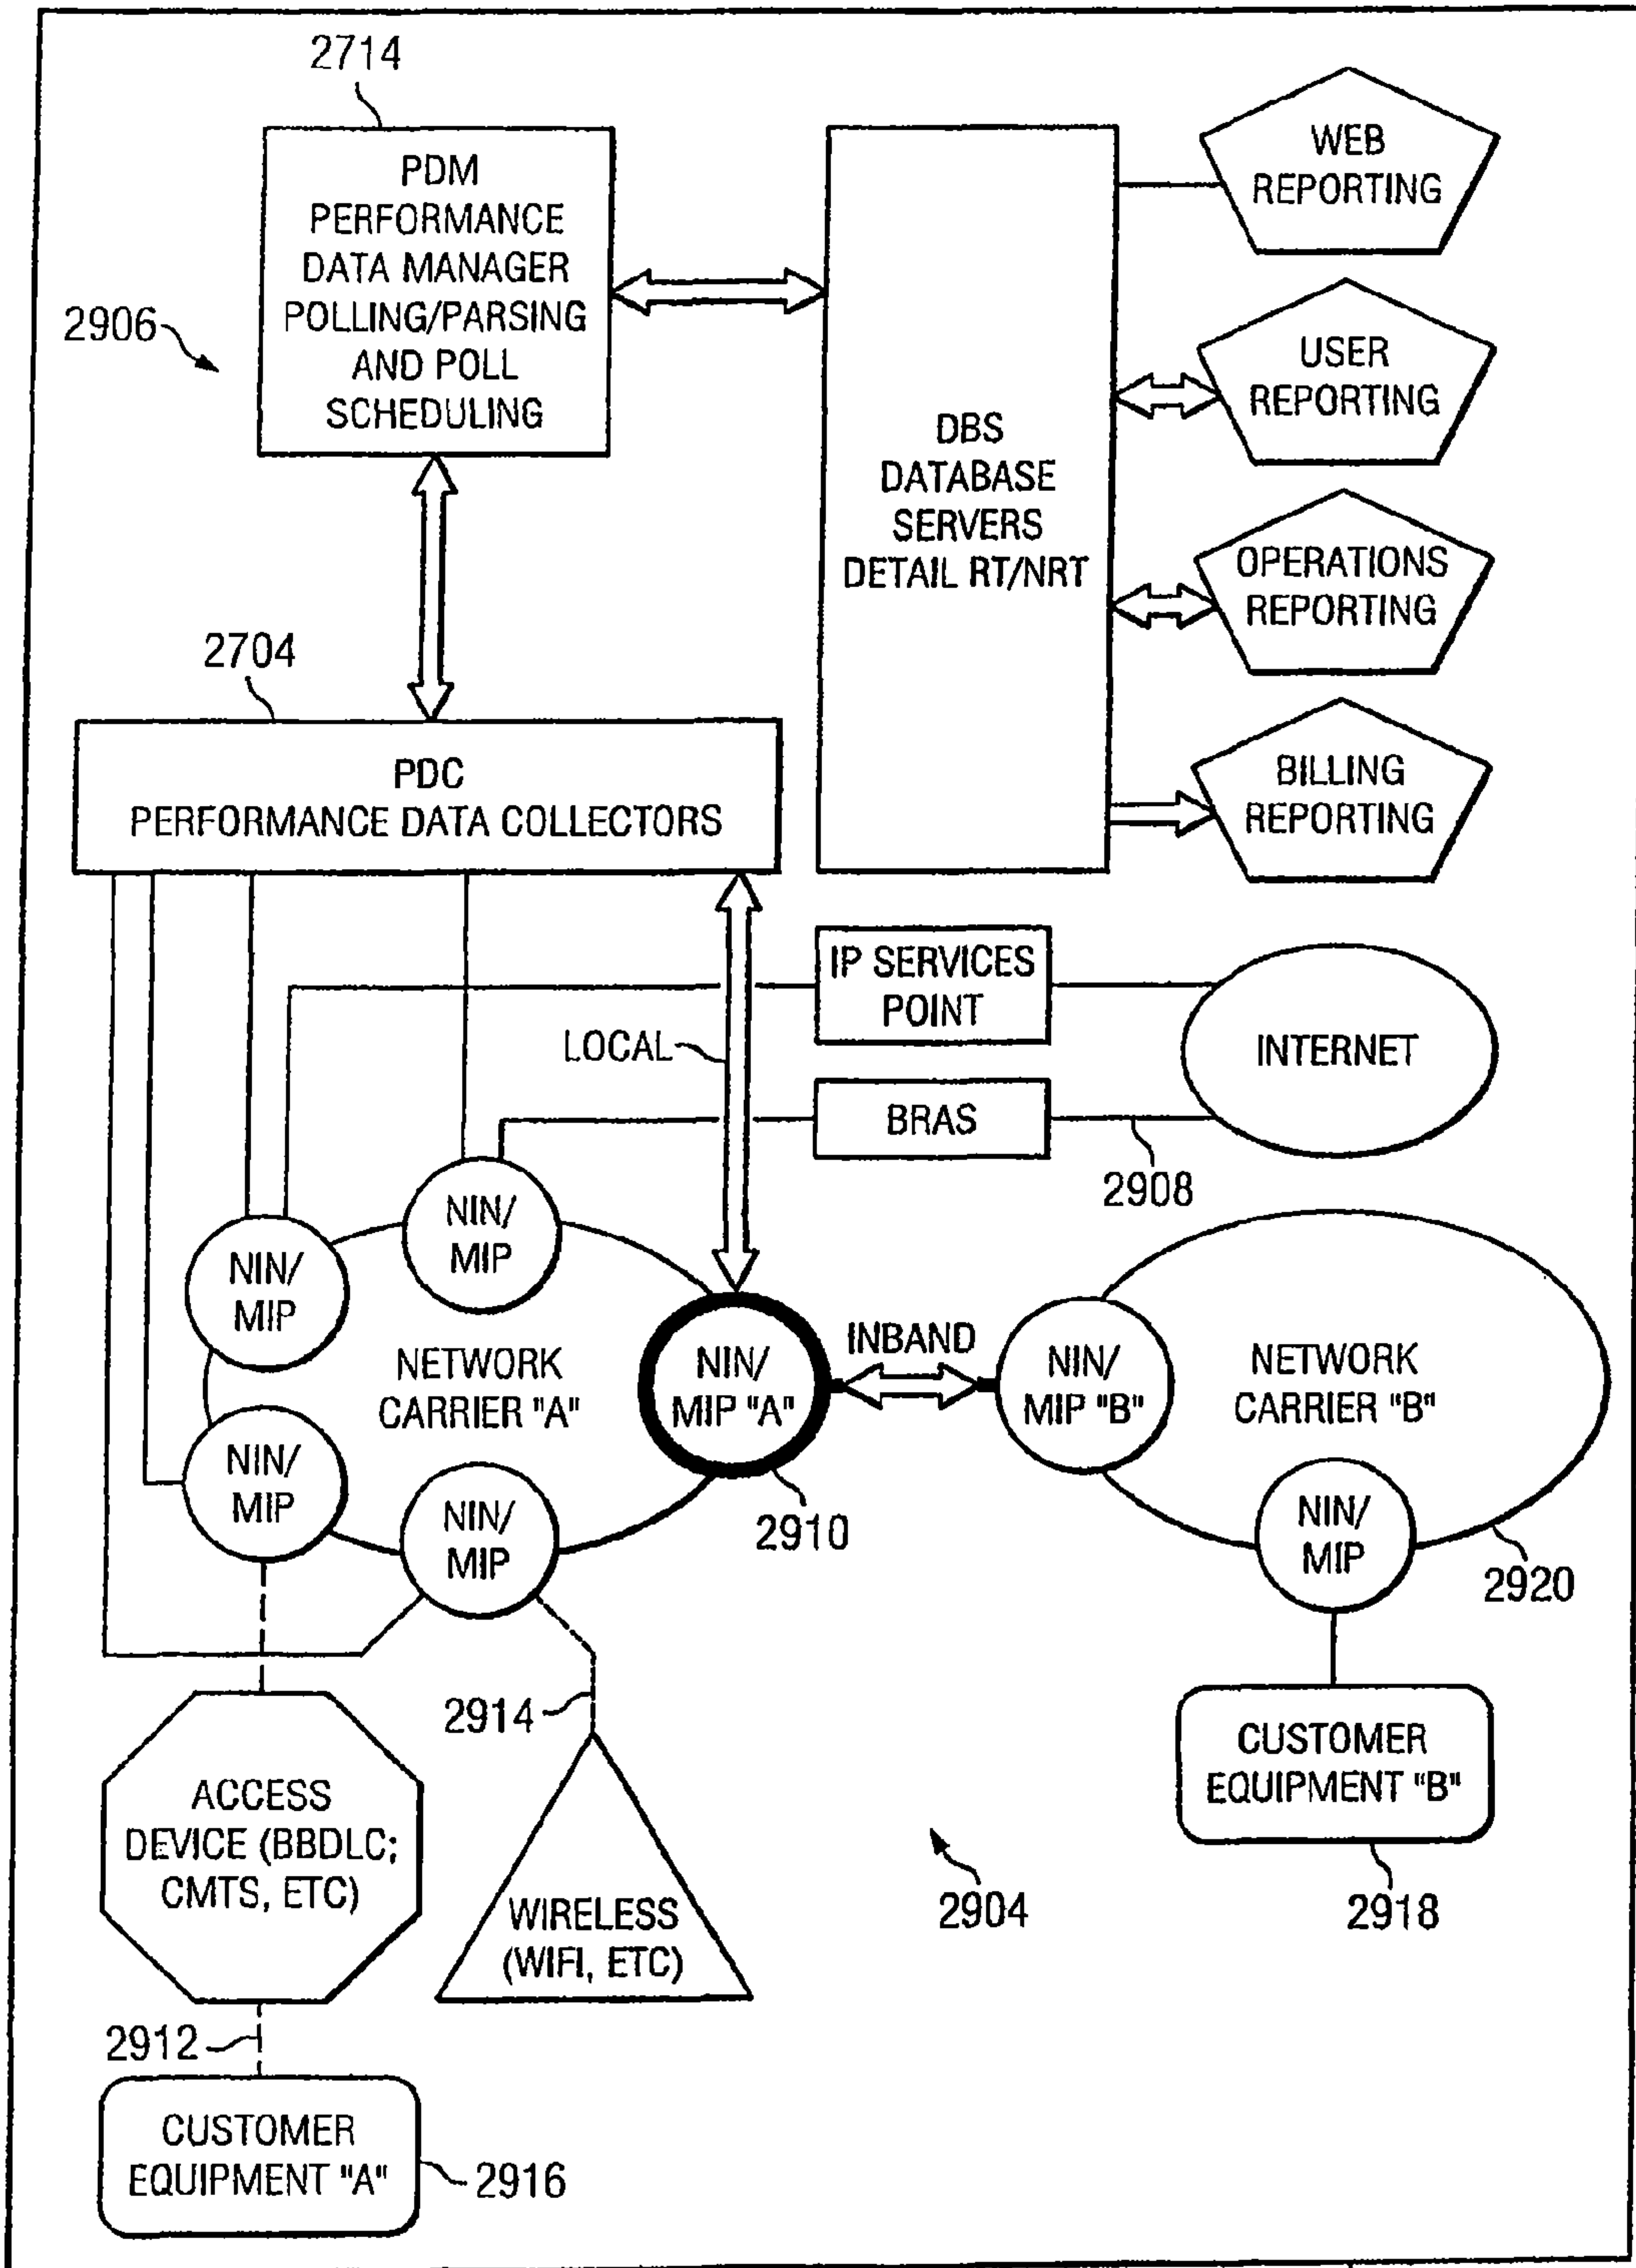 2714
PDM
PERFORMANCE
DATA MANAGER
POLLING/PARSING
AND POLL
SCHEDULING
2906
DBS
DATABASE
SERVERS
DETAIL RT/NRT
WEB
REPORTING
USER
REPORTING
OPERATIONS
REPORTING
BILLING
REPORTING
2704
PDC
PERFORMANCE DATA COLLECTORS
IP SERVICES
POINT
LOCAL
INTERNET
BRAS
2908
NIN/
MIP
NIN/
MIP
NETWORK
CARRIER "A"
NIN/
MIP "A"
INBAND
NIN/
MIP "B"
NETWORK
CARRIER "B"
NIN/
MIP
NIN/
MIP
2910
NIN/
MIP
2920
2914
ACCESS
DEVICE (BBDLC;
CMTS, ETC)
WIRELESS
(WIFI, ETC)
CUSTOMER
EQUIPMENT "B"
2904
2918
2912
CUSTOMER
EQUIPMENT "A"
2916